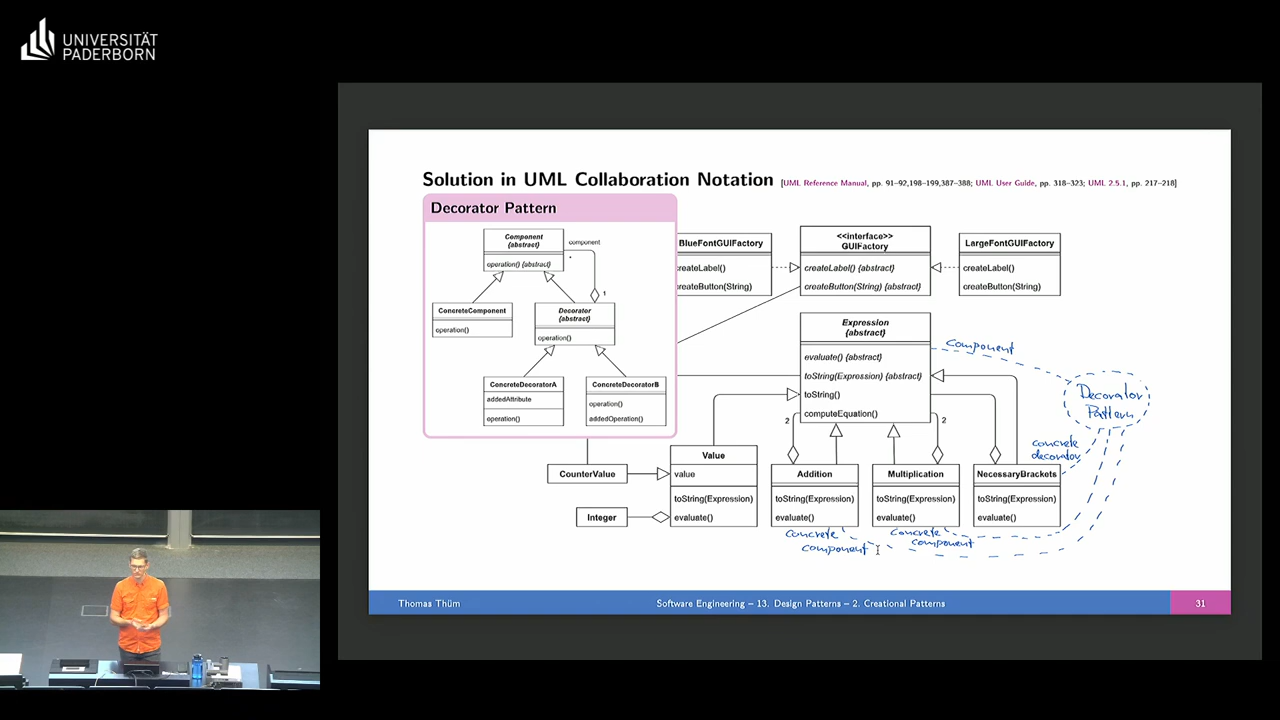 UNIVERSITÄT
PADERBORN
Solution in UML Collaboration Notation [UML Reference Manual, pp. 91–92,198–199,387–388; UML User Guide, pp. 318–323; UML 2.5.1, pp. 217–218]
Decorator Pattern
Component
{abstract}
operation() {abstract}
component
1
ConcreteComponent
operation()
Decorator
{abstract}
operation()
ConcreteDecoratorA
addedAttribute
operation()
ConcreteDecoratorB
operation()
addedOperation()
BlueFontGUIFactory
createLabel()
createButton(String)
<<interface>>
GUIFactory
createLabel() {abstract}
createButton(String) {abstract}
LargeFontGUIFactory
createLabel()
createButton(String)
Expression
{abstract}
evaluate() {abstract}
toString(Expression) {abstract}
toString()
computeEquation()
component
Decorator
Pattern
concrete
decorator
2
2
CounterValue
Integer
Value
value
toString(Expression)
evaluate()
Addition
toString(Expression)
evaluate()
Multiplication
toString(Expression)
evaluate()
NecessaryBrackets
toString(Expression)
evaluate()
concrete
component
concrete
component
Thomas Thüm
Software Engineering – 13. Design Patterns – 2. Creational Patterns
31